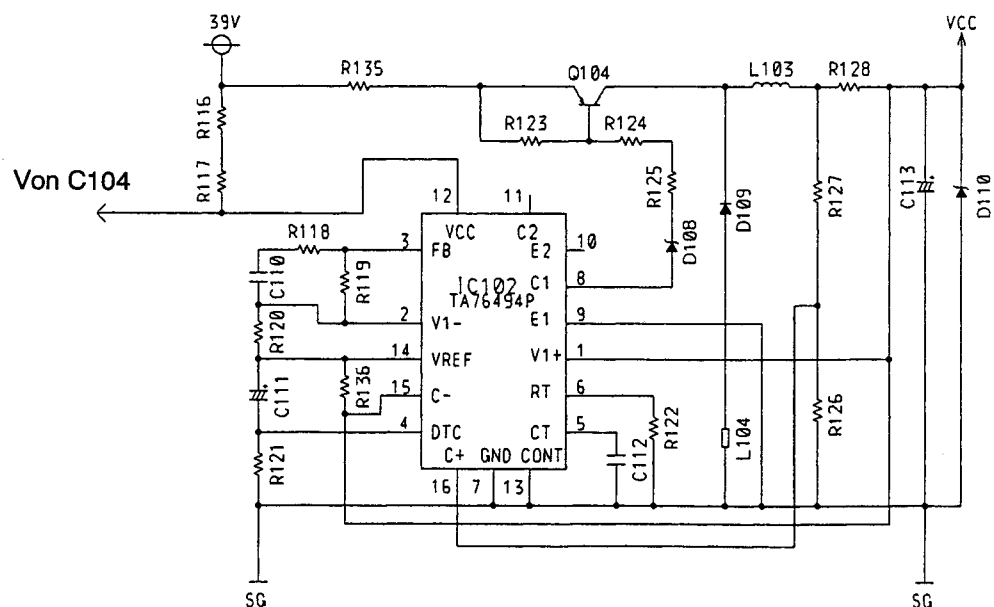 39V
VCC
R135
Q104
L103
R128
R116
R123
R124
R117
Von C104
R125
R127
C113
D110
12
11
D109
R118
VCC
C2
D108
3
FB
E2
10
C110
R119
IC102
TA76494P
C1
8
2
V1-
E1
9
R120
14
VREF
V1+
1
R136
C111
15
C-
RT
6
R122
R126
4
DTC
CT
5
C112
L104
R121
C+
GND
CONT
16
7
13
SG
SG